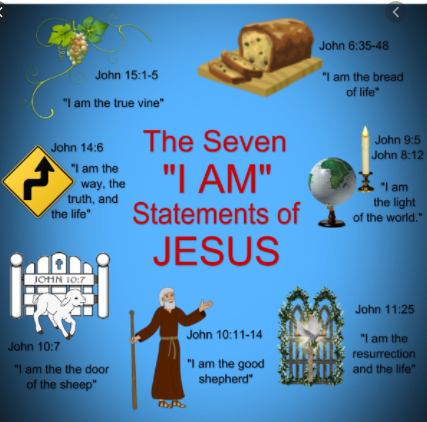 John 15:1-5
"I am the true vine"
John 6:35-48
"I am the bread
of life"
John 14:6
"I am the
way, the
truth, and
the life"
The Seven
"I AM"
Statements of
JESUS
John 9:5
John 8:12
"I am
the light
of the world."
JOHN 10:7
John 10:7
"I am the the door
of the sheep"
John 10:11-14
"I am the good
shepherd"
John 11:25
"I am the
resurrection
and the life"